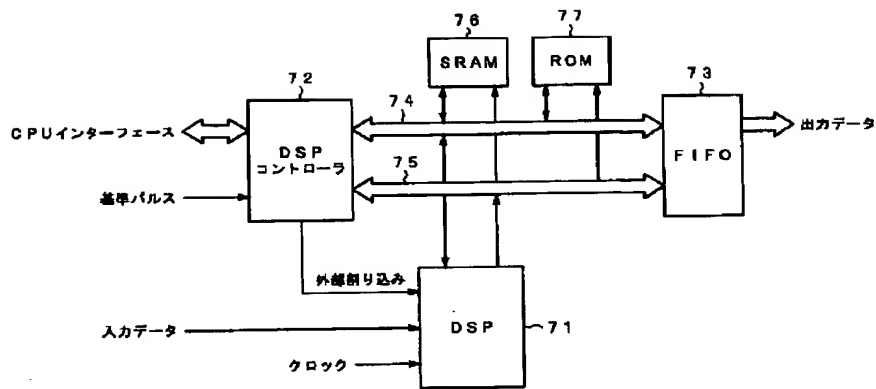 76
77
SRAM
ROM
72
73
74
CPUインターフェース
DSP
コントローラ
出力データ
FIFO
75
基準パルス
外部割り込み
DSP
71
入力データ
クロック